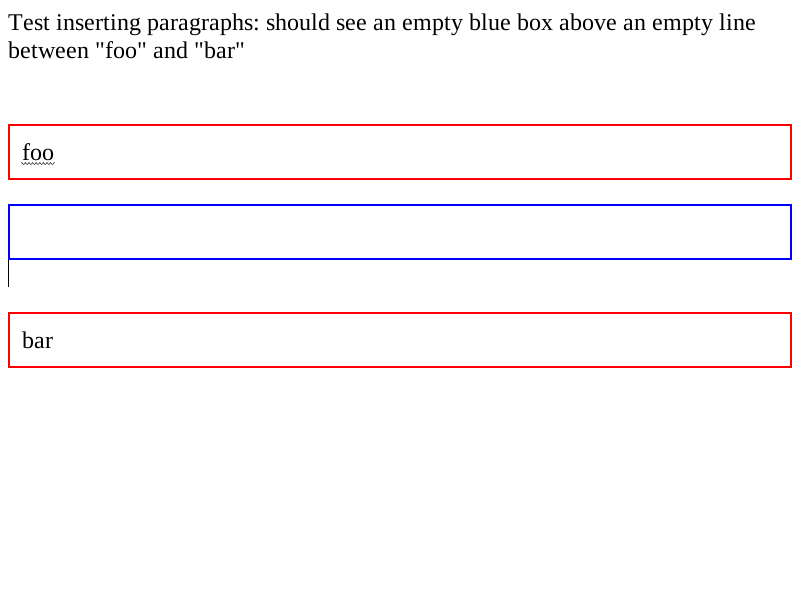 Test inserting paragraphs: should see an empty blue box above an empty line
between "foo" and "bar"
foo
bar